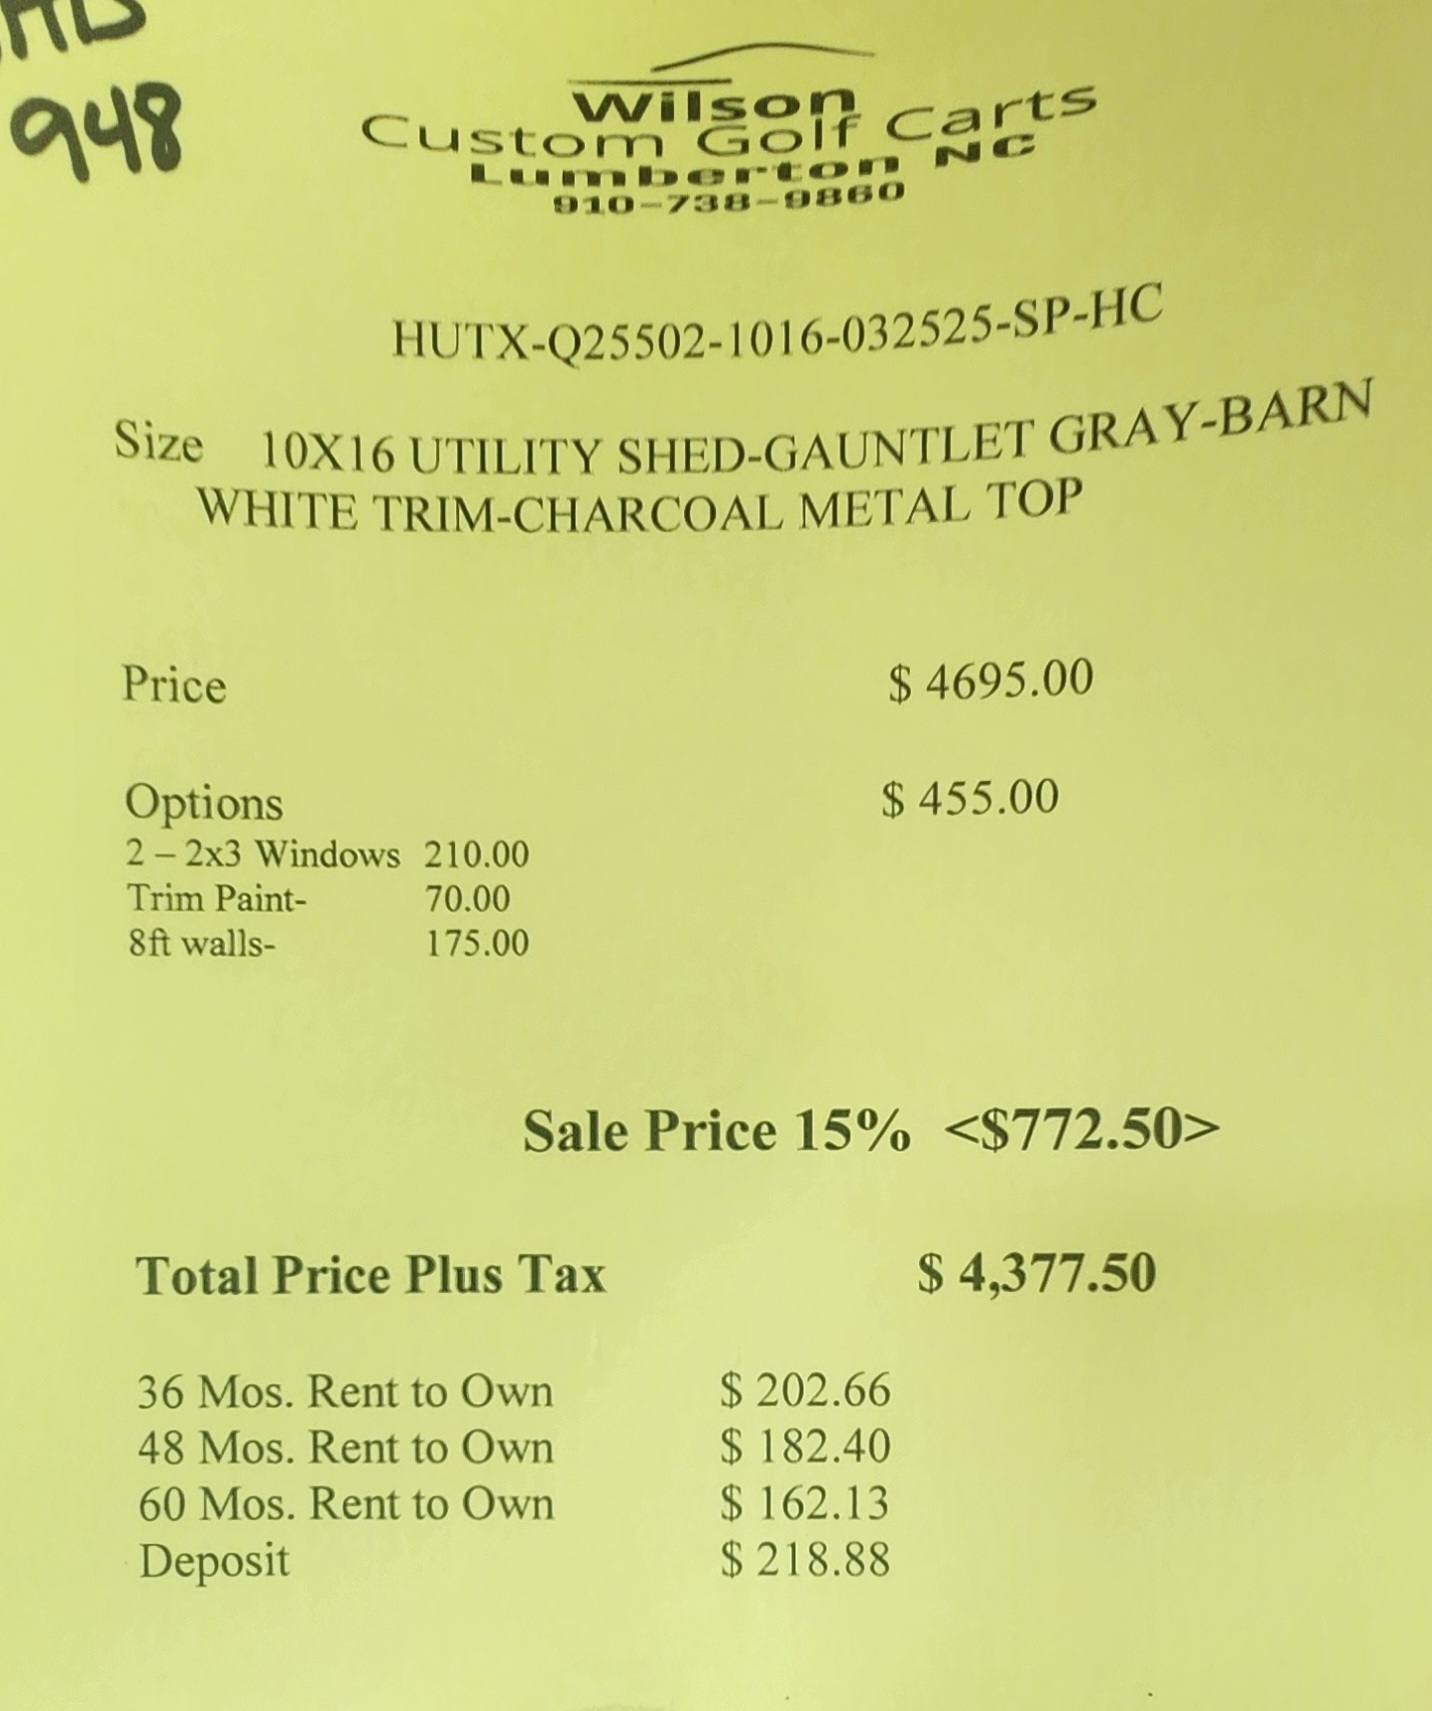 948
Wilson
Custom Golf Carts
Lumberton NC
910-738-9860
HUTX-Q25502-1016-032525-SP-HC
Size 10X16 UTILITY SHED-GAUNTLET GRAY-BARN
WHITE TRIM-CHARCOAL METAL TOP
Price $ 4695.00
Options $ 455.00
2 – 2x3 Windows 210.00
Trim Paint- 70.00
8ft walls- 175.00
Sale Price 15% <$772.50>
Total Price Plus Tax $ 4,377.50
36 Mos. Rent to Own $ 202.66
48 Mos. Rent to Own $ 182.40
60 Mos. Rent to Own $ 162.13
Deposit $ 218.88